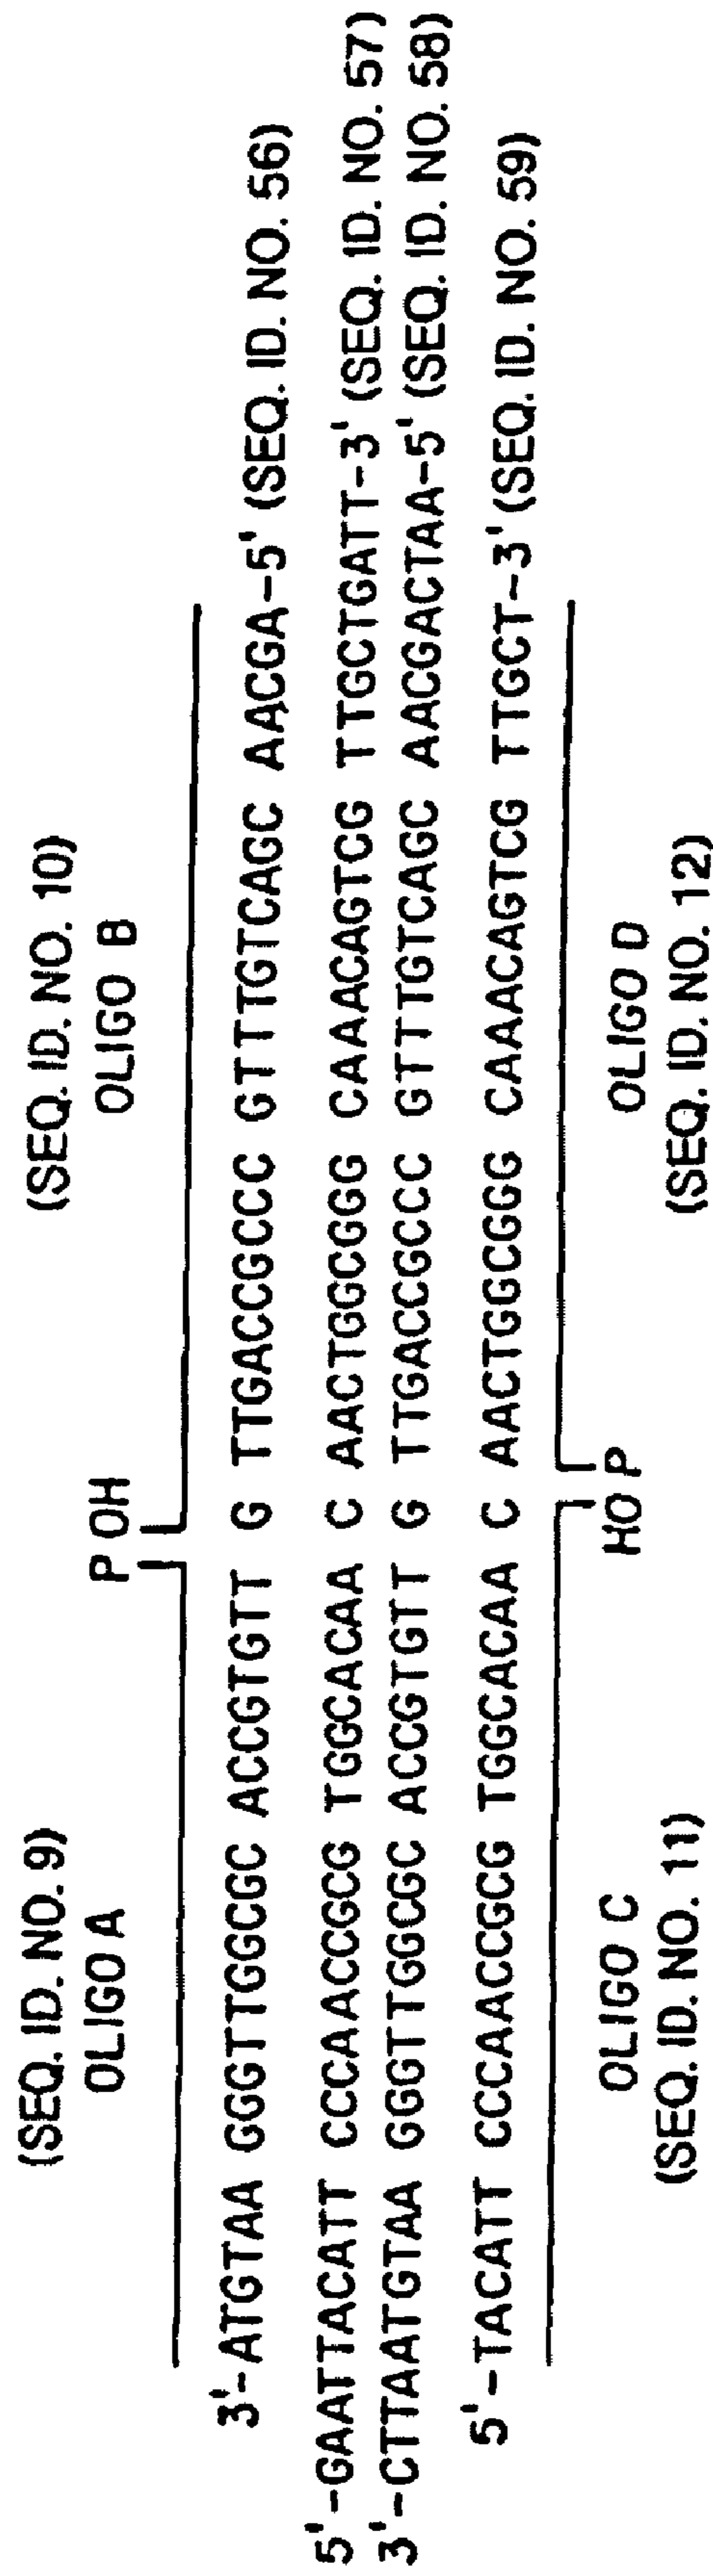 (SEQ. ID. NO. 9) (SEQ. ID. NO. 10)
OLIGO A OLIGO B
P OH
3'-ATGTAA GGGTTGGCGC ACCGTGTT G TTGACCGCCC GTTTGTCAGC AACGA-5' (SEQ. ID. NO. 56)
5'-GAATTACATT CCCAACCGCG TGGCACAA C AACTGGCGGG CAAACAGTCG TTGCTGATT-3' (SEQ. ID. NO. 57)
3'-CTTAATGTAA GGGTTGGCGC ACCGTGTT G TTGACCGCCC GTTTGTCAGC AACGACTAA-5' (SEQ. ID. NO. 58)
5'-TACATT CCCAACCGCG TGGCACAA C AACTGGCGGG CAAACAGTCG TTGCT-3' (SEQ. ID. NO. 59)
HO P
OLIGO C OLIGO D
(SEQ. ID. NO. 11) (SEQ. ID. NO. 12)